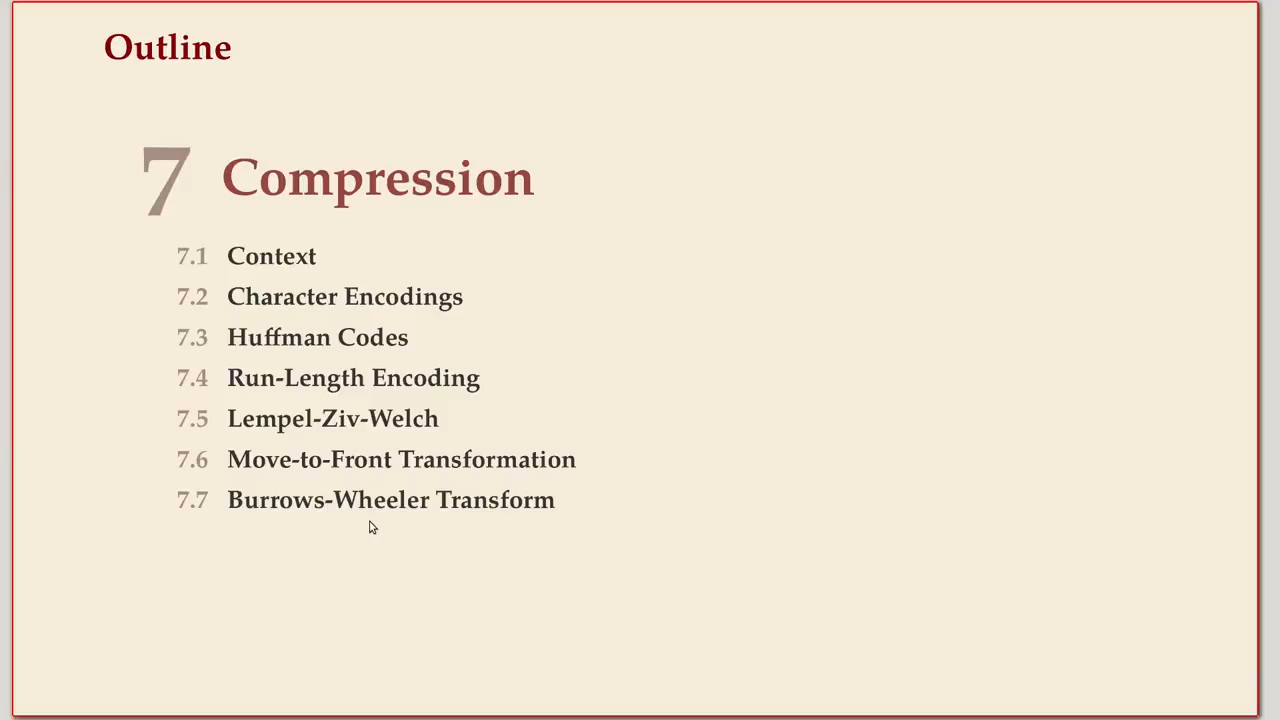 Outline
7 Compression
7.1 Context
7.2 Character Encodings
7.3 Huffman Codes
7.4 Run-Length Encoding
7.5 Lempel-Ziv-Welch
7.6 Move-to-Front Transformation
7.7 Burrows-Wheeler Transform